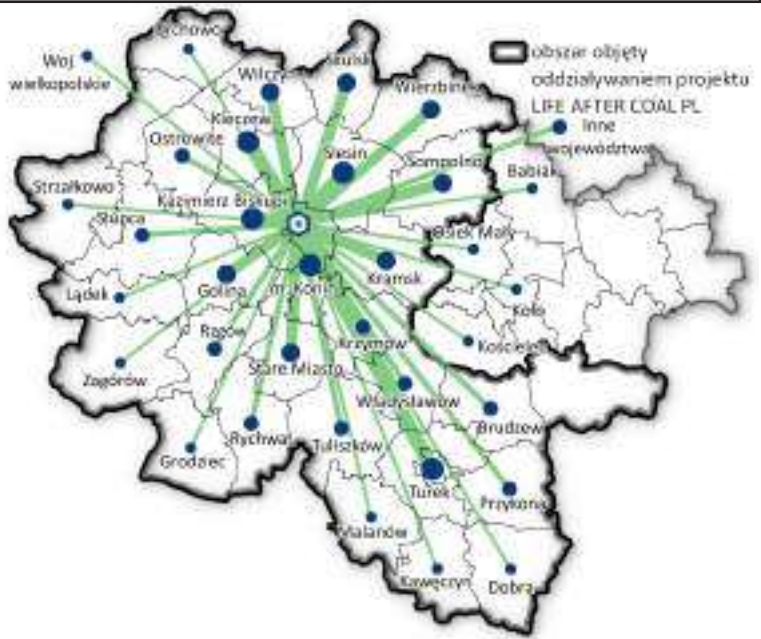 Woj
wielkopolskie
Wilczyn
Skulsk
Wierzbinek
obszar objęty
oddziaływaniem projektu
LIFE AFTER COAL PL
Inne
województwa
Kleczew
Ostrowite
Ślesin
Sompolno
Babiak
Strzałkowo
Słupca
Kazimierz Biskupi
Osiek Mały
Lądek
Golina
m. Konin
Kramsk
Koło
Rzgów
Krzymów
Kościelec
Zagórów
Stare Miasto
Władysławów
Brudzew
Grodziec
Rychwał
Tuliszków
Turek
Przykona
Malanów
Kawęczyn
Dobra